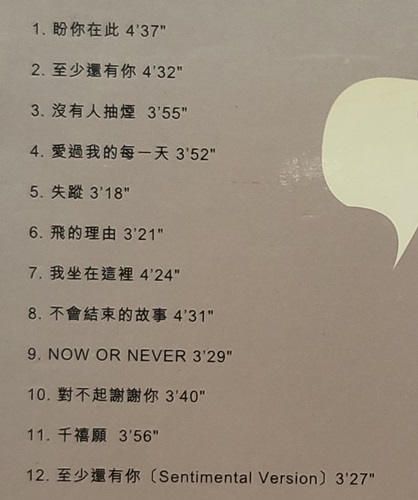 1. 盼你在此 4'37"
2. 至少還有你 4'32"
3. 沒有人抽煙 3'55"
4. 愛過我的每一天 3'52"
5. 失蹤 3'18"
6. 飛的理由 3'21"
7. 我坐在這裡 4'24"
8. 不會結束的故事 4'31"
9. NOW OR NEVER 3'29"
10. 對不起謝謝你 3'40"
11. 千禧願 3'56"
12. 至少還有你〔Sentimental Version〕3'27"